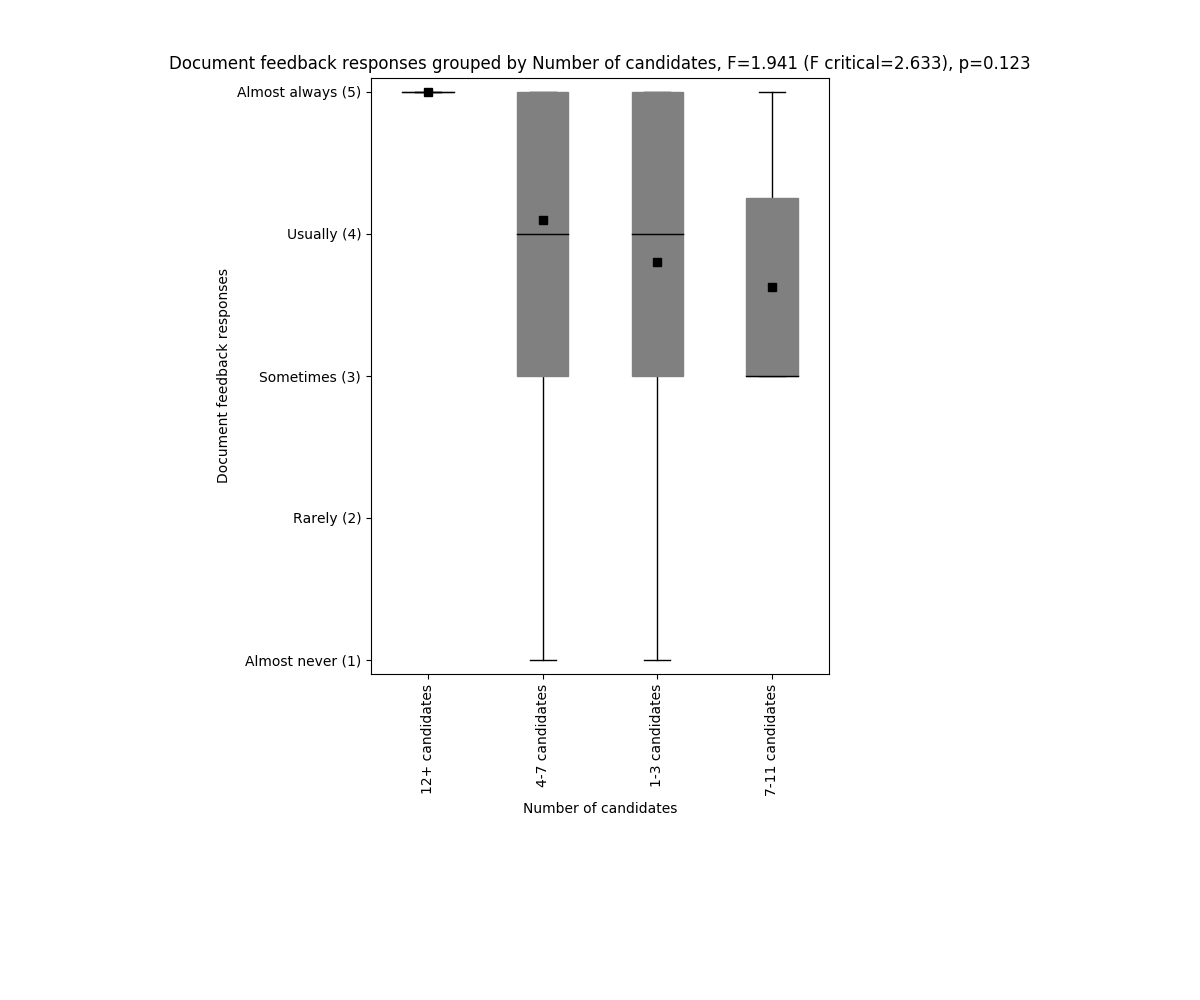 Document feedback responses grouped by Number of candidates, F=1.941 (F critical=2.633), p=0.123
Almost always (5)
Usually (4)
Sometimes (3)
Rarely (2)
Almost never (1)
Document feedback responses
12+ candidates
4-7 candidates
1-3 candidates
7-11 candidates
Number of candidates